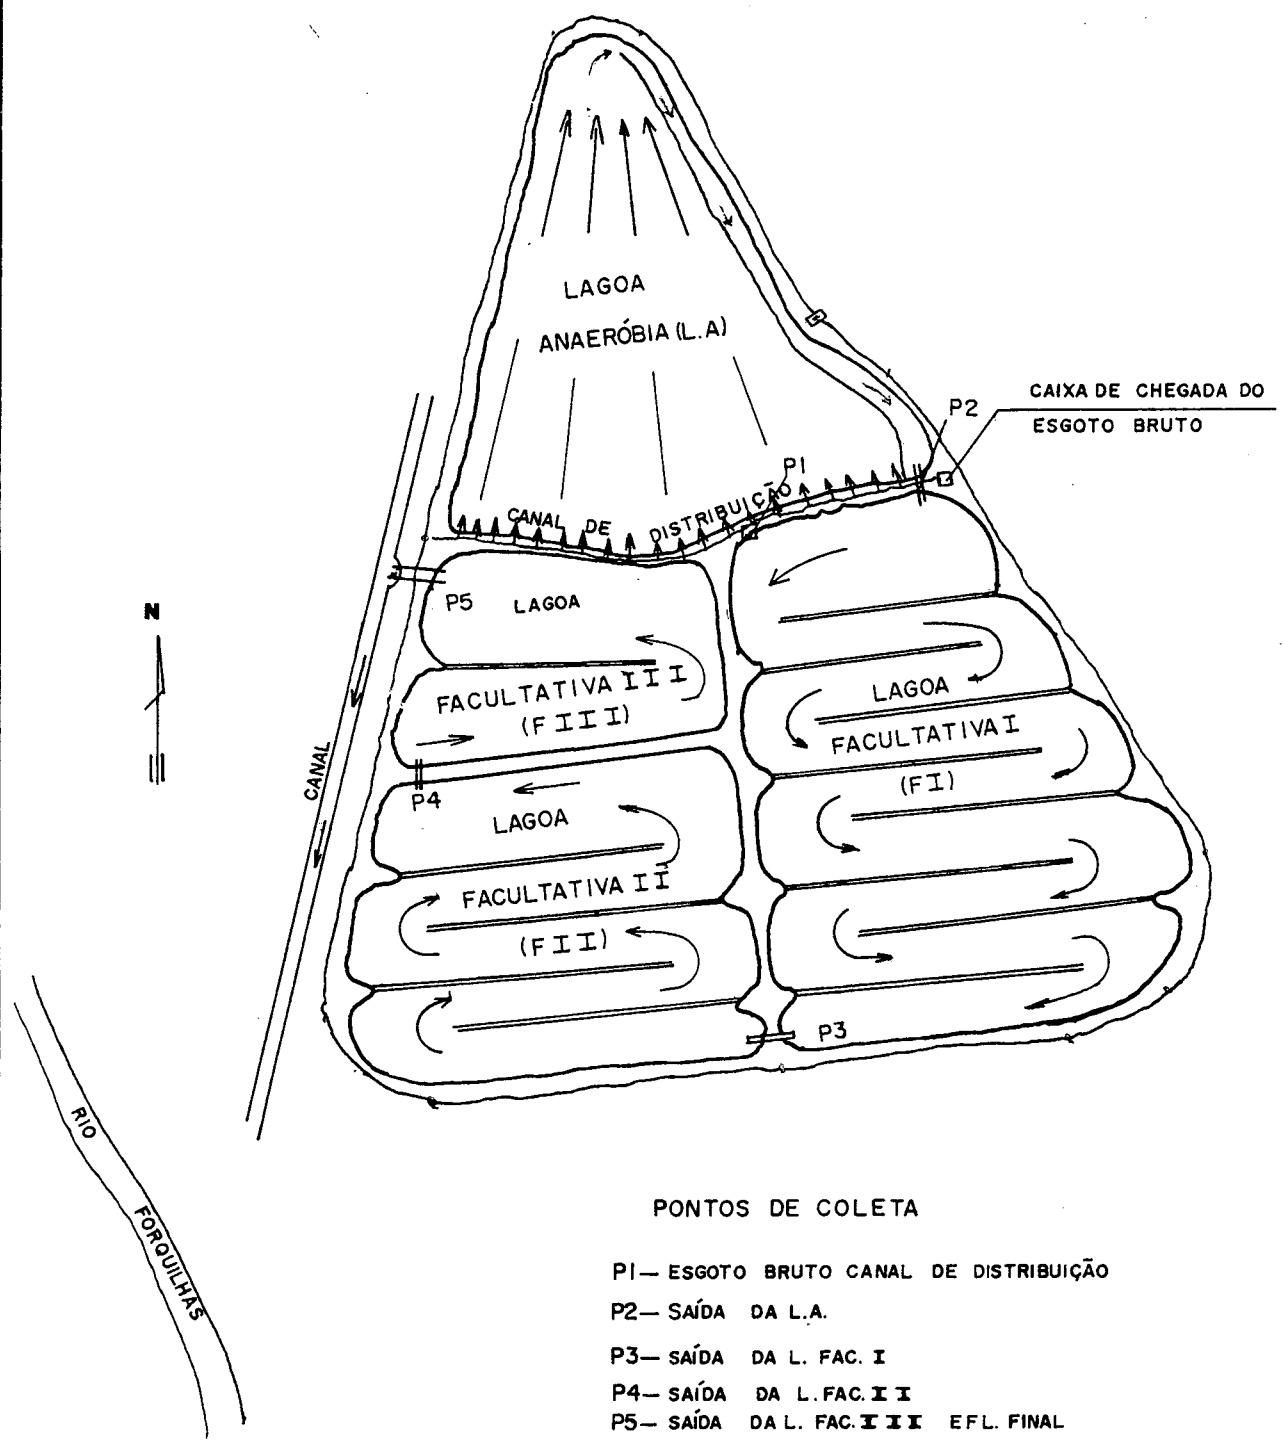 LAGOA
ANAERÓBIA (L.A)
CAIXA DE CHEGADA DO
ESGOTO BRUTO
P2
P1
CANAL DE DISTRIBUIÇÃO
P5
LAGOA
FACULTATIVA III
(FIII)
LAGOA
FACULTATIVA I
(FI)
N
CANAL
P4
LAGOA
FACULTATIVA II
(FII)
P3
RIO FORQUILHAS
PONTOS DE COLETA
P1— ESGOTO BRUTO CANAL DE DISTRIBUIÇÃO
P2— SAÍDA DA L.A.
P3— SAÍDA DA L. FAC. I
P4— SAÍDA DA L. FAC. II
P5— SAÍDA DA L. FAC. III EFL. FINAL